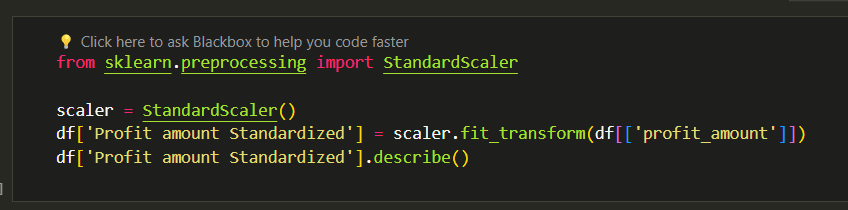 💡 Click here to ask Blackbox to help you code faster
from sklearn.preprocessing import StandardScaler
scaler = StandardScaler()
df['Profit amount Standardized'] = scaler.fit_transform(df[['profit_amount']])
df['Profit amount Standardized'].describe()
]